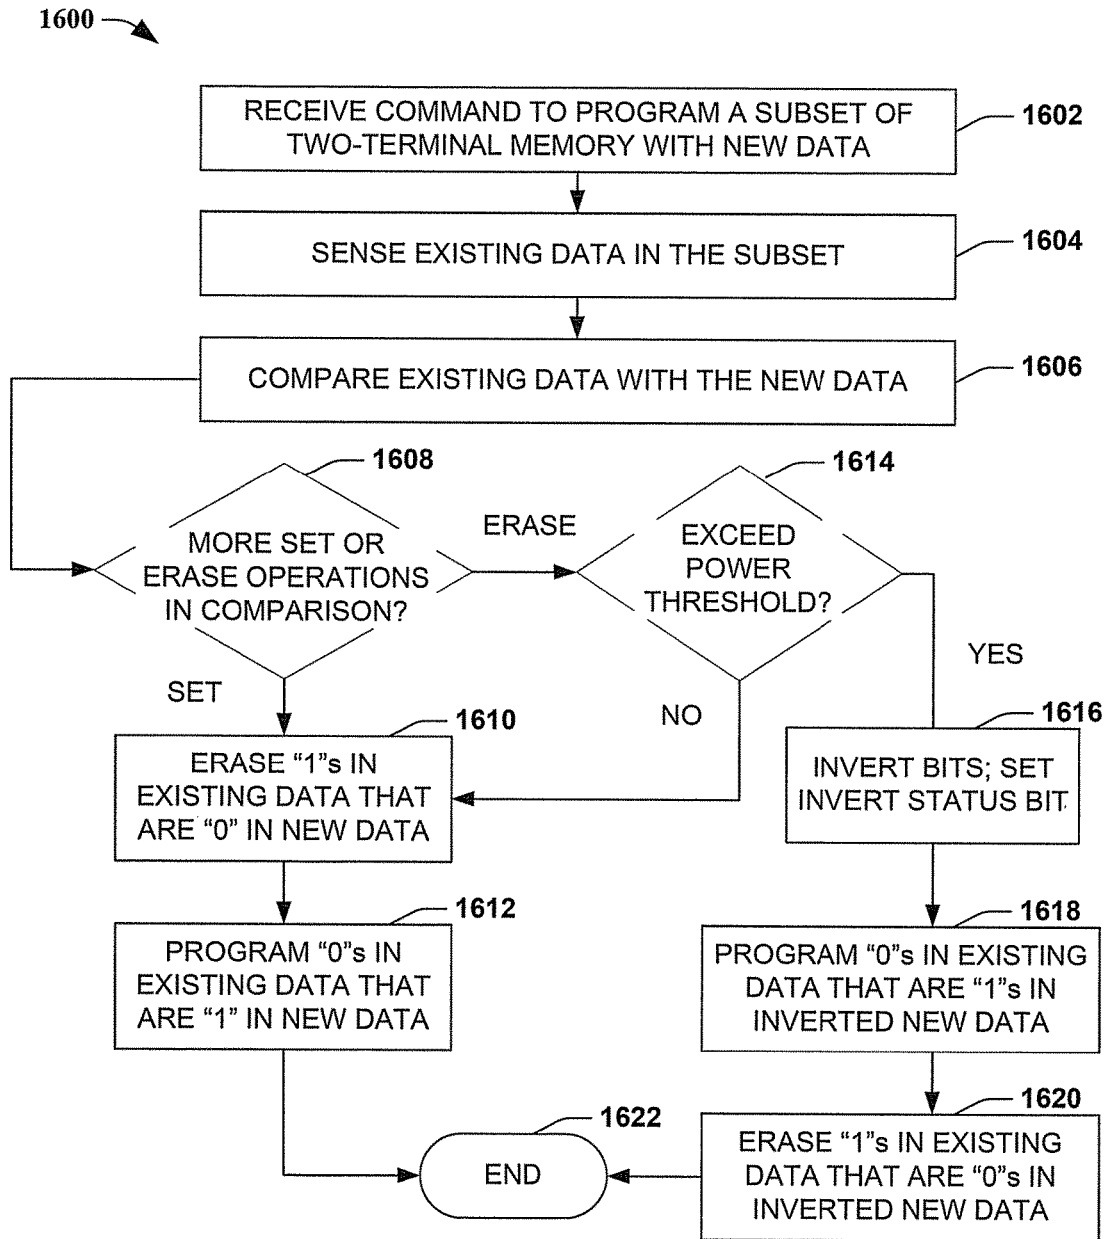 1600
RECEIVE COMMAND TO PROGRAM A SUBSET OF
TWO-TERMINAL MEMORY WITH NEW DATA
1602
SENSE EXISTING DATA IN THE SUBSET
1604
COMPARE EXISTING DATA WITH THE NEW DATA
1606
1608
MORE SET OR
ERASE OPERATIONS
IN COMPARISON?
ERASE
1614
EXCEED
POWER
THRESHOLD?
SET
NO
YES
1610
ERASE “1”s IN
EXISTING DATA THAT
ARE “0” IN NEW DATA
1616
INVERT BITS; SET
INVERT STATUS BIT
1612
PROGRAM “0”s IN
EXISTING DATA THAT
ARE “1” IN NEW DATA
1618
PROGRAM “0”s IN EXISTING
DATA THAT ARE “1”s IN
INVERTED NEW DATA
1622
END
1620
ERASE “1”s IN EXISTING
DATA THAT ARE “0”s IN
INVERTED NEW DATA